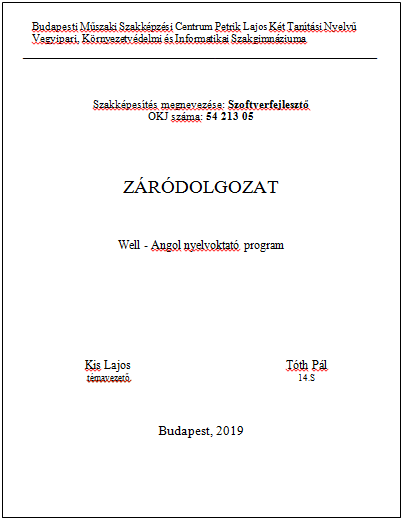 Budapesti Műszaki Szakképzési Centrum Petrik Lajos Két Tanítási Nyelvű
Vegyipari, Környezetvédelmi és Informatikai Szakgimnáziuma
Szakképesítés megnevezése: Szoftverfejlesztő
OKJ száma: 54 213 05
ZÁRÓDOLGOZAT
Well - Angol nyelvoktató program
Kis Lajos Tóth Pál
témavezető 14.S
Budapest, 2019